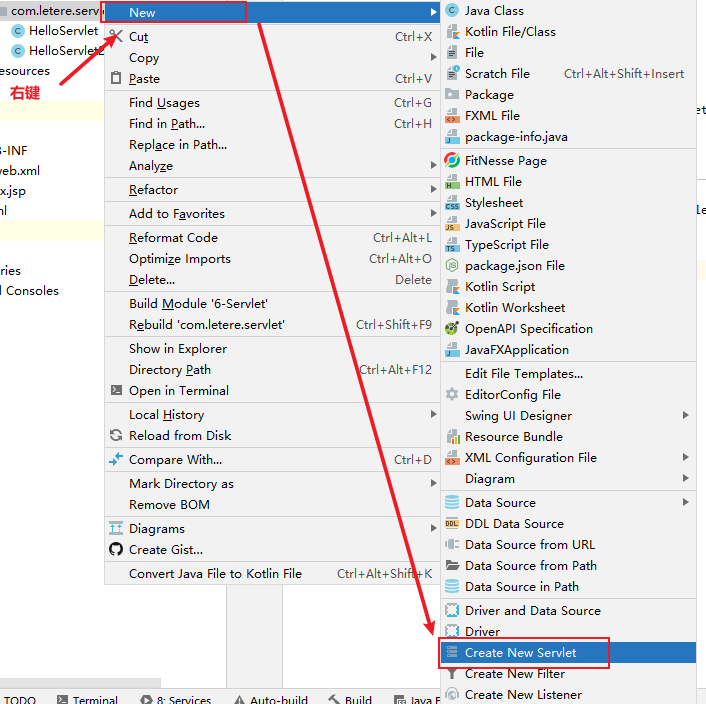 com.letere.serv
HelloServlet
HelloServlet2
esources
右键
-INF
veb.xml
x.jsp
ml
ries
l Consoles
New
Cut Ctrl+X
Copy
Paste Ctrl+V
Find Usages Ctrl+G
Find in Path... Ctrl+H
Replace in Path...
Analyze
Refactor
Add to Favorites
Reformat Code Ctrl+Alt+L
Optimize Imports Ctrl+Alt+O
Delete... Delete
Build Module '6-Servlet'
Rebuild 'com.letere.servlet' Ctrl+Shift+F9
Show in Explorer
Directory Path Ctrl+Alt+F12
Open in Terminal
Local History
Reload from Disk
Compare With... Ctrl+D
Mark Directory as
Remove BOM
Diagrams
Create Gist...
Convert Java File to Kotlin File Ctrl+Alt+Shift+K
Java Class
Kotlin File/Class
File
Scratch File Ctrl+Alt+Shift+Insert
Package
FXML File
package-info.java
FitNesse Page
HTML File
Stylesheet
JavaScript File
TypeScript File
package.json File
Kotlin Script
Kotlin Worksheet
OpenAPI Specification
JavaFXApplication
Edit File Templates...
EditorConfig File
Swing UI Designer
Resource Bundle
XML Configuration File
Diagram
Data Source
DDL Data Source
Data Source from URL
Data Source from Path
Data Source in Path
Driver and Data Source
Driver
Create New Servlet
Create New Filter
Create New Listener
et
le
TODO Terminal 8: Services Auto-build Build Java E